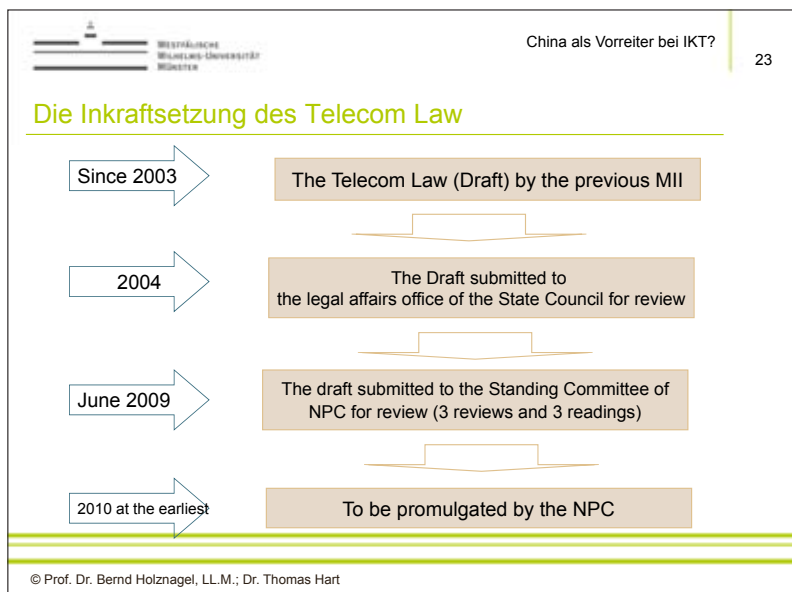 WESTFÄLISCHE
WILHELMS-UNIVERSITÄT
MÜNSTER
China als Vorreiter bei IKT?
23
Die Inkraftsetzung des Telecom Law
Since 2003
The Telecom Law (Draft) by the previous MII
2004
The Draft submitted to
the legal affairs office of the State Council for review
June 2009
The draft submitted to the Standing Committee of
NPC for review (3 reviews and 3 readings)
2010 at the earliest
To be promulgated by the NPC
© Prof. Dr. Bernd Holznagel, LL.M.; Dr. Thomas Hart